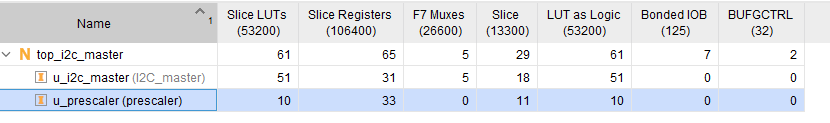 Name 1 Slice LUTs (53200) Slice Registers (106400) F7 Muxes (26600) Slice (13300) LUT as Logic (53200) Bonded IOB (125) BUFGCTRL (32)
N top_i2c_master 61 65 5 29 61 7 2
I u_i2c_master (I2C_master) 51 31 5 18 51 0 0
I u_prescaler (prescaler) 10 33 0 11 10 0 0